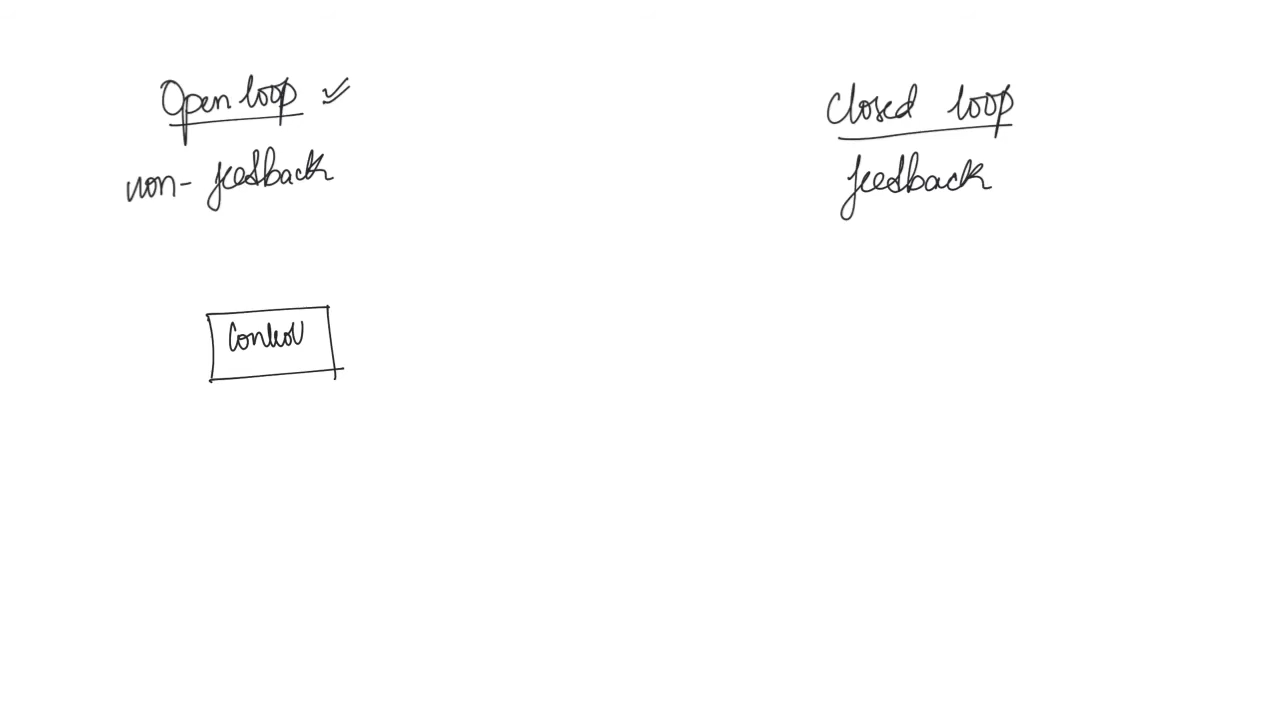 Open loop
non-feedback
Control
Closed loop
feedback